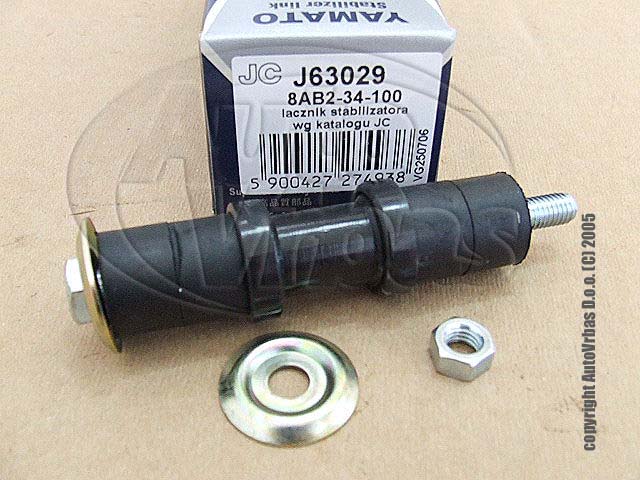 YAMATO
Stabilizer link
JC J63029
8AB2-34-100
lacznik stabilizatora
wg katalogu JC
5 900427 274938
VG250706
copyright AutoVrhas D.o.o. (C) 2005